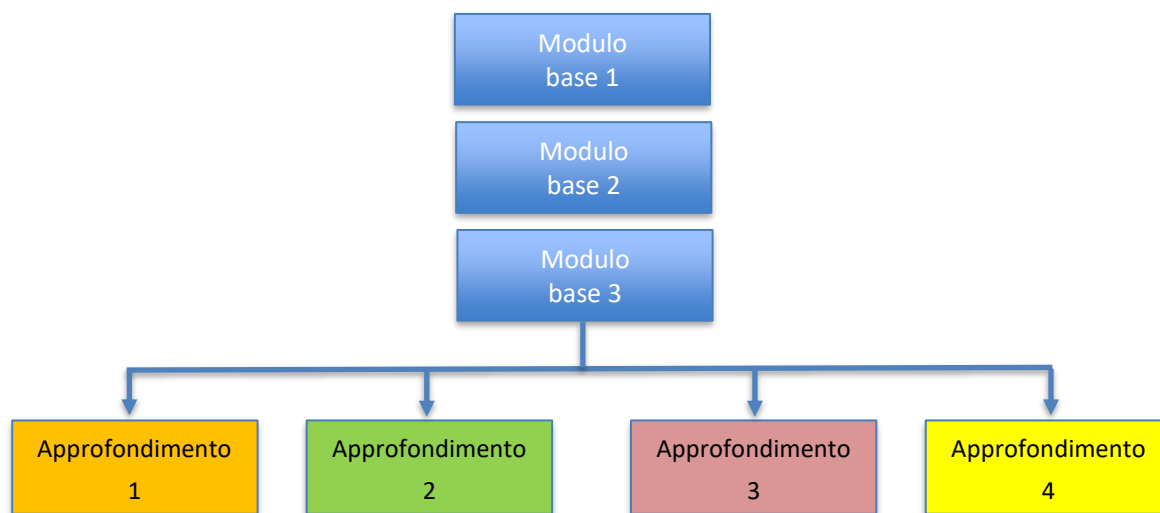 Modulo
base 1
Modulo
base 2
Modulo
base 3
Approfondimento
1
Approfondimento
2
Approfondimento
3
Approfondimento
4